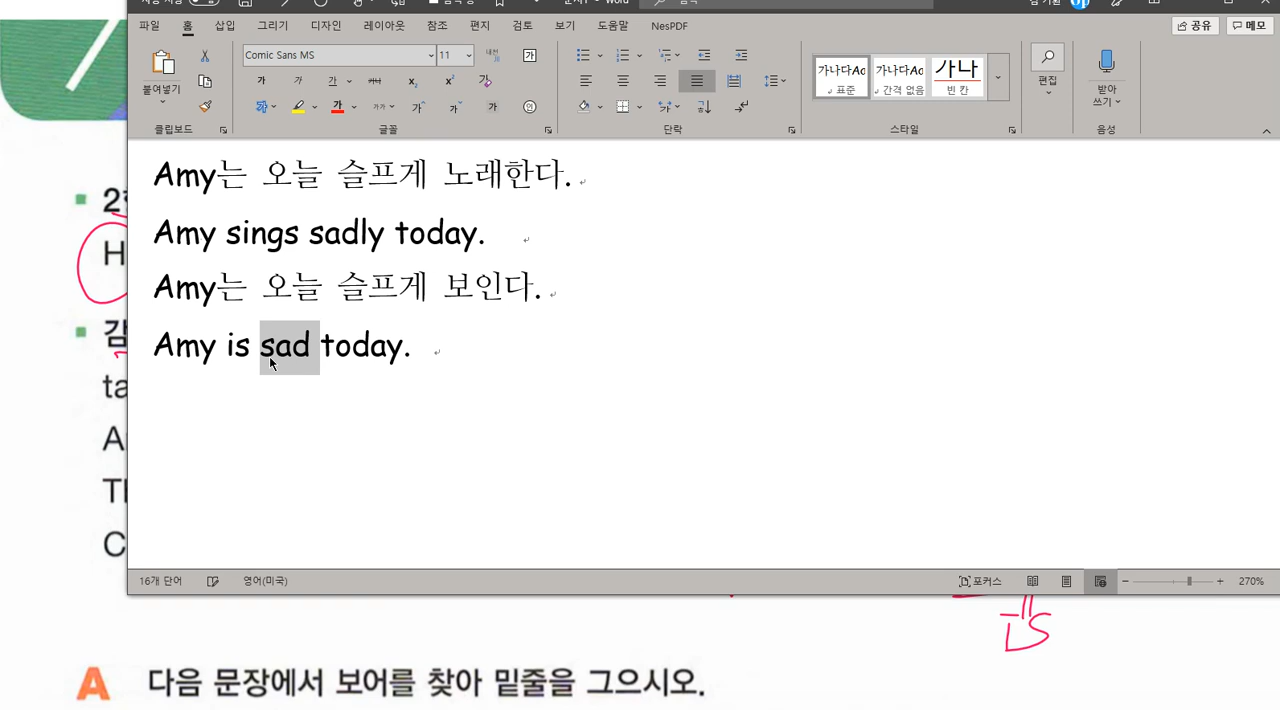 파일 홈 삽입 그리기 디자인 레이아웃 참조 편지 검토 보기 도움말 NesPDF 공유 메모
Comic Sans MS 11
붙여넣기
가나다Aa 가나다Aa 가나
표준 간격 없음 빈 칸
편집
받아
쓰기
클립보드 글꼴 단락 스타일 음성
Amy는 오늘 슬프게 노래한다.
Amy sings sadly today.
Amy는 오늘 슬프게 보인다.
Amy is sad today.
16개 단어 영어(미국) 포커스 270%
2
H
감
ta
A
Th
C
A 다음 문장에서 보어를 찾아 밑줄을 그으시오.